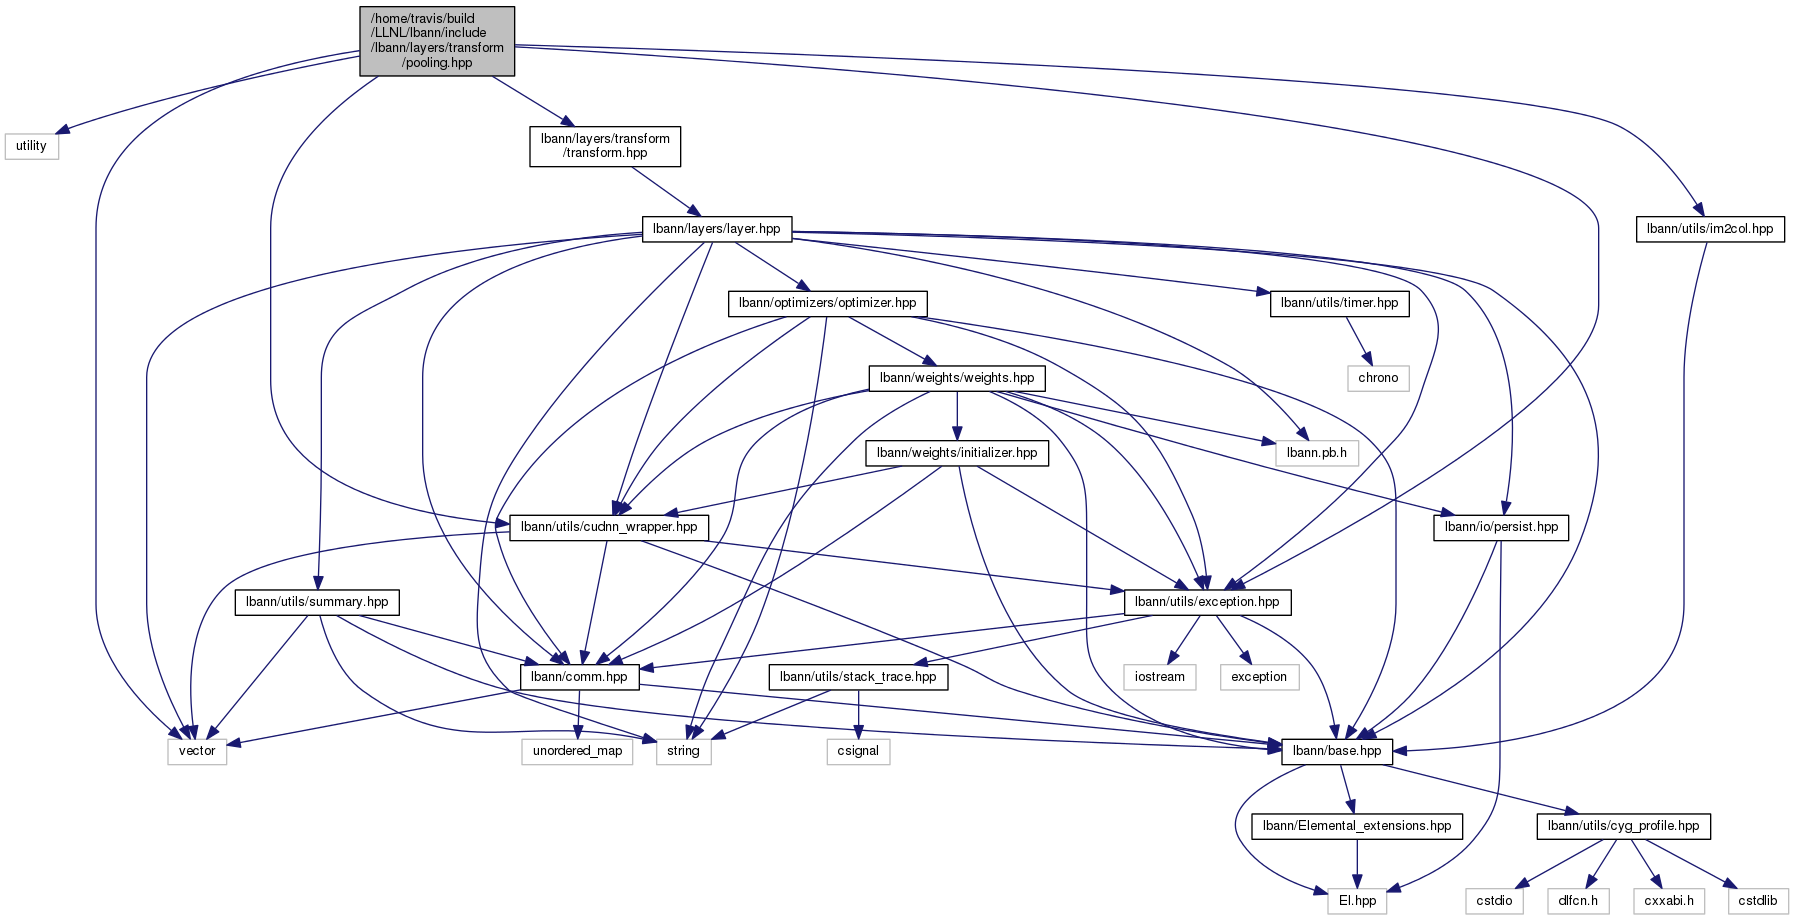 /home/travis/build
/LLNL/lbann/include
/lbann/layers/transform
/pooling.hpp
utility
lbann/layers/transform
/transform.hpp
lbann/layers/layer.hpp
lbann/utils/im2col.hpp
lbann/optimizers/optimizer.hpp
lbann/utils/timer.hpp
lbann/weights/weights.hpp
chrono
lbann/weights/initializer.hpp
lbann.pb.h
lbann/utils/cudnn_wrapper.hpp
lbann/io/persist.hpp
lbann/utils/summary.hpp
lbann/utils/exception.hpp
lbann/comm.hpp
lbann/utils/stack_trace.hpp
iostream
exception
vector
unordered_map
string
csignal
lbann/base.hpp
lbann/Elemental_extensions.hpp
lbann/utils/cyg_profile.hpp
El.hpp
cstdio
dlfcn.h
cxxabi.h
cstdlib